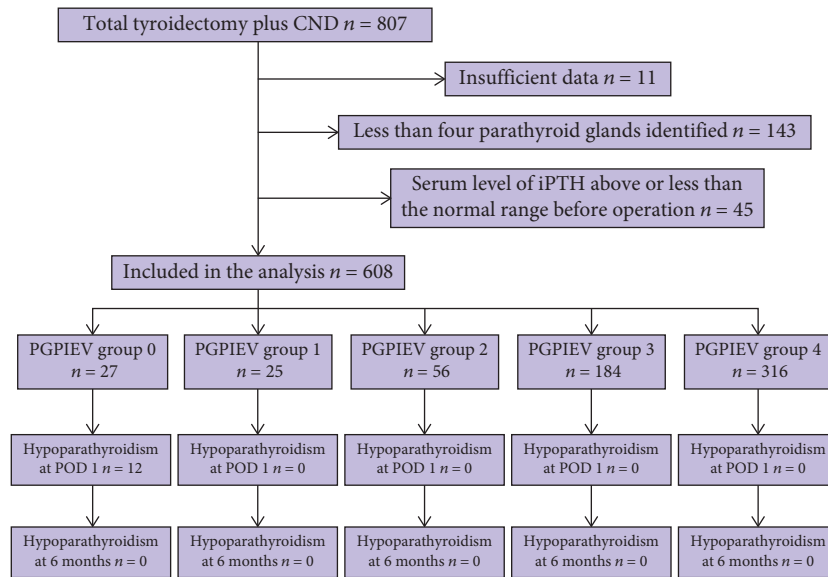 Total tyroidectomy plus CND n = 807
Insufficient data n = 11
Less than four parathyroid glands identified n = 143
Serum level of iPTH above or less than
the normal range before operation n = 45
Included in the analysis n = 608
PGPIEV group 0
n = 27
PGPIEV group 1
n = 25
PGPIEV group 2
n = 56
PGPIEV group 3
n = 184
PGPIEV group 4
n = 316
Hypoparathyroidism
at POD 1 n = 12
Hypoparathyroidism
at POD 1 n = 0
Hypoparathyroidism
at POD 1 n = 0
Hypoparathyroidism
at POD 1 n = 0
Hypoparathyroidism
at POD 1 n = 0
Hypoparathyroidism
at 6 months n = 0
Hypoparathyroidism
at 6 months n = 0
Hypoparathyroidism
at 6 months n = 0
Hypoparathyroidism
at 6 months n = 0
Hypoparathyroidism
at 6 months n = 0